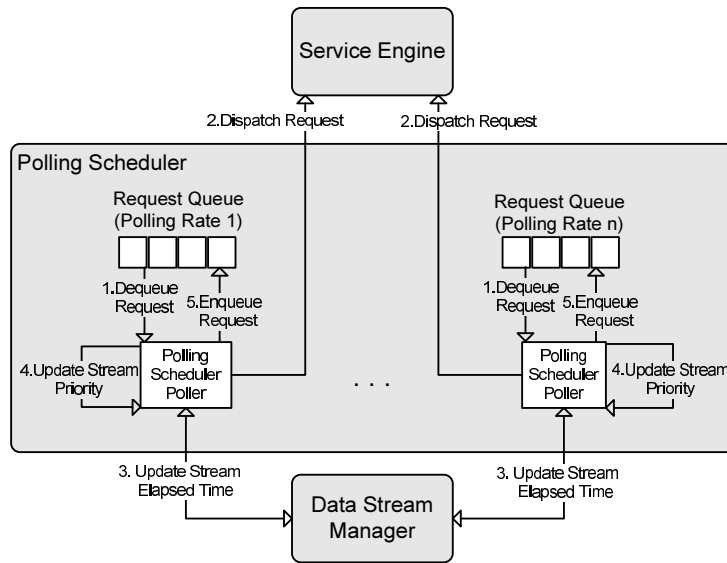 Service Engine
2.Dispatch Request
2.Dispatch Request
Polling Scheduler
Request Queue
(Polling Rate 1)
Request Queue
(Polling Rate n)
1.Dequeue
Request
5.Enqueue
Request
1.Dequeue
Request
5.Enqueue
Request
4.Update Stream
Priority
Polling
Scheduler
Poller
. . .
Polling
Scheduler
Poller
4.Update Stream
Priority
3. Update Stream
Elapsed Time
3. Update Stream
Elapsed Time
Data Stream
Manager